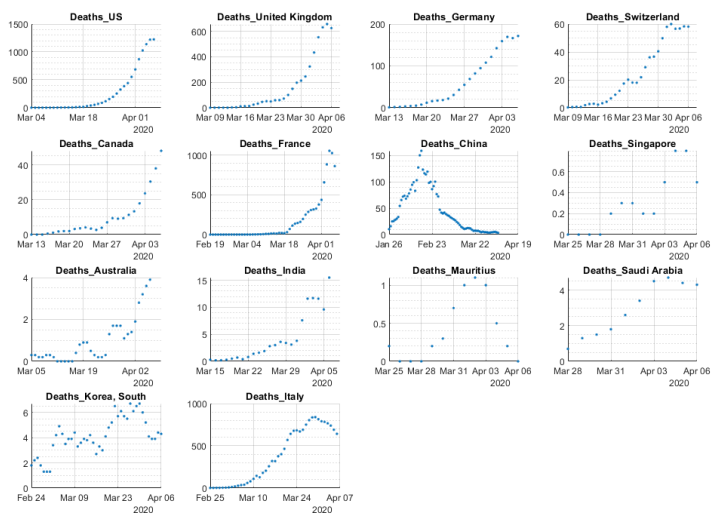 Deaths_US
1500
1000
500
0
Mar 04
Mar 18
Apr 01
2020
Deaths_United Kingdom
600
400
200
0
Mar 09
Mar 16
Mar 23
Mar 30
Apr 06
2020
Deaths_Germany
200
100
0
Mar 13
Mar 20
Mar 27
Apr 03
2020
Deaths_Switzerland
60
40
20
0
Mar 09
Mar 16
Mar 23
Mar 30
Apr 06
2020
Deaths_Canada
40
20
0
Mar 13
Mar 20
Mar 27
Apr 03
2020
Deaths_France
1000
500
0
Feb 19
Mar 04
Mar 18
Apr 01
2020
Deaths_China
150
100
50
0
Jan 26
Feb 23
Mar 22
Apr 19
2020
Deaths_Singapore
0.6
0.4
0.2
0
Mar 25
Mar 28
Mar 31
Apr 03
Apr 06
2020
Deaths_Australia
4
2
0
Mar 05
Mar 19
Apr 02
2020
Deaths_India
15
10
5
0
Mar 15
Mar 22
Mar 29
Apr 05
2020
Deaths_Mauritius
1
0.5
0
Mar 25
Mar 28
Mar 31
Apr 03
Apr 06
2020
Deaths_Saudi Arabia
4
2
0
Mar 28
Mar 31
Apr 03
Apr 06
2020
Deaths_Korea, South
6
4
2
0
Feb 24
Mar 09
Mar 23
Apr 06
2020
Deaths_Italy
1000
500
0
Feb 25
Mar 10
Mar 24
Apr 07
2020